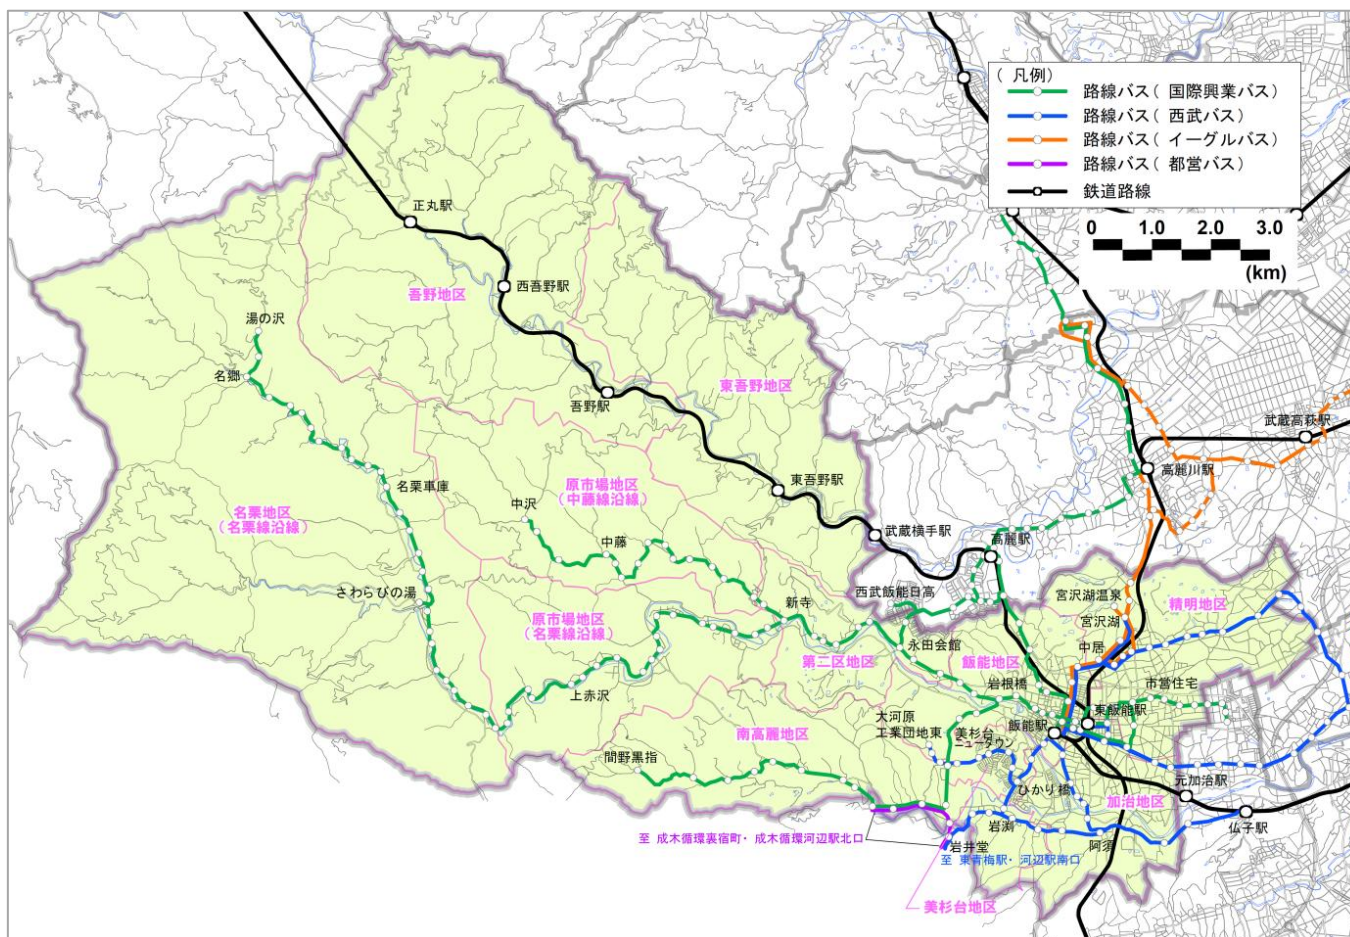 （ 凡例）
路線バス（ 国際興業バス）
路線バス（ 西武バス）
路線バス（ イーグルバス）
路線バス（ 都営バス）
鉄道路線
0 1.0 2.0 3.0
(km)
正丸駅
西吾野駅
吾野地区
湯の沢
名郷
吾野駅
東吾野地区
武蔵高萩駅
高麗川駅
名栗車庫
原市場地区
（中藤線沿線）
東吾野駅
中沢
名栗地区
（名栗線沿線）
武蔵横手駅
高麗駅
中藤
さわらびの湯
西武飯能日高
宮沢湖温泉
精明地区
新寺
原市場地区
（名栗線沿線）
宮沢湖
永田会館
中居
第二区地区
飯能地区
岩根橋
市営住宅
上赤沢
大河原
工業団地東
東飯能駅
飯能駅
美杉台
ニュータウン
南高麗地区
間野黒指
元加治駅
ひかり橋
加治地区
岩渕
仏子駅
至 成木循環裏宿町・ 成木循環河辺駅北口
岩井堂
阿須
至 東青梅駅・ 河辺駅南口
美杉台地区